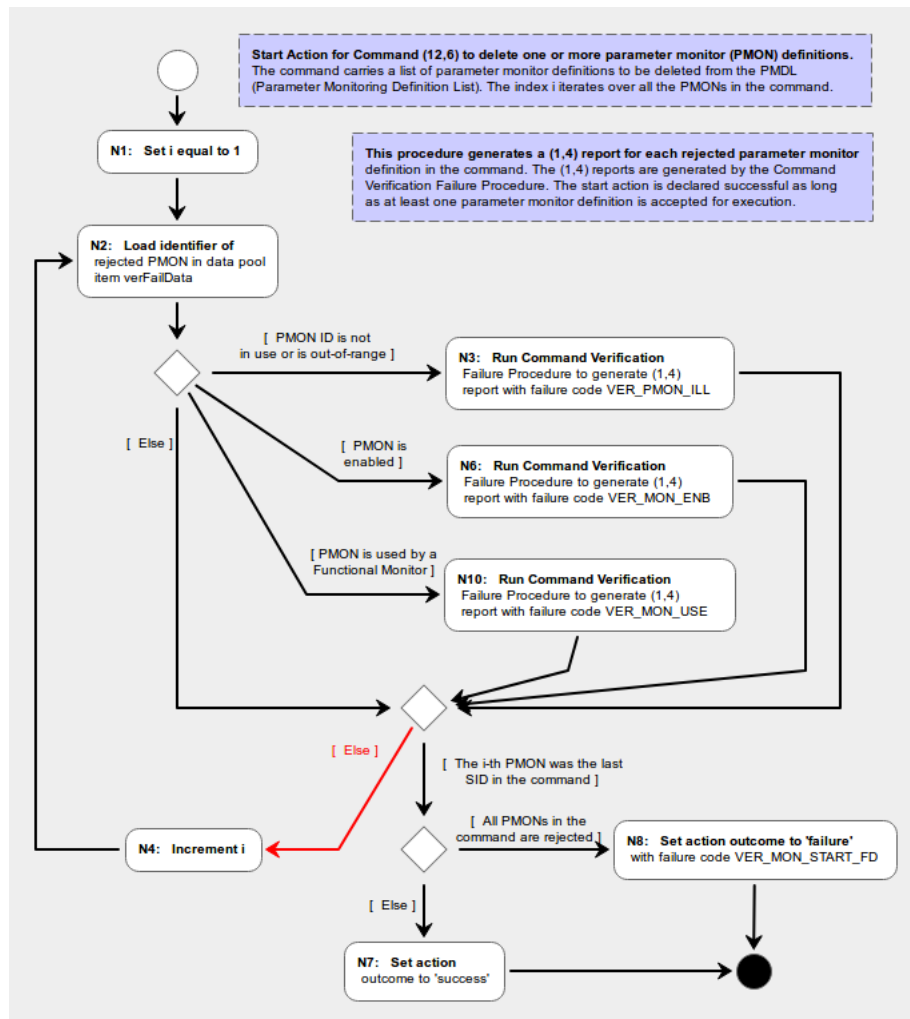 Start Action for Command (12,6) to delete one or more parameter monitor (PMON) definitions.
The command carries a list of parameter monitor definitions to be deleted from the PMDL
(Parameter Monitoring Definition List). The index i iterates over all the PMONs in the command.
N1: Set i equal to 1
This procedure generates a (1,4) report for each rejected parameter monitor
definition in the command. The (1,4) reports are generated by the Command
Verification Failure Procedure. The start action is declared successful as long
as at least one parameter monitor definition is accepted for execution.
N2: Load identifier of
rejected PMON in data pool
item verFailData
[ PMON ID is not
in use or is out-of-range ]
N3: Run Command Verification
Failure Procedure to generate (1,4)
report with failure code VER_PMON_ILL
[ Else ]
[ PMON is
enabled ]
N6: Run Command Verification
Failure Procedure to generate (1,4)
report with failure code VER_MON_ENB
[ PMON is used by a
Functional Monitor ]
N10: Run Command Verification
Failure Procedure to generate (1,4)
report with failure code VER_MON_USE
[ Else ]
[ The i-th PMON was the last
SID in the command ]
[ All PMONs in the
command are rejected ]
N4: Increment i
N8: Set action outcome to 'failure'
with failure code VER_MON_START_FD
[ Else ]
N7: Set action
outcome to 'success'